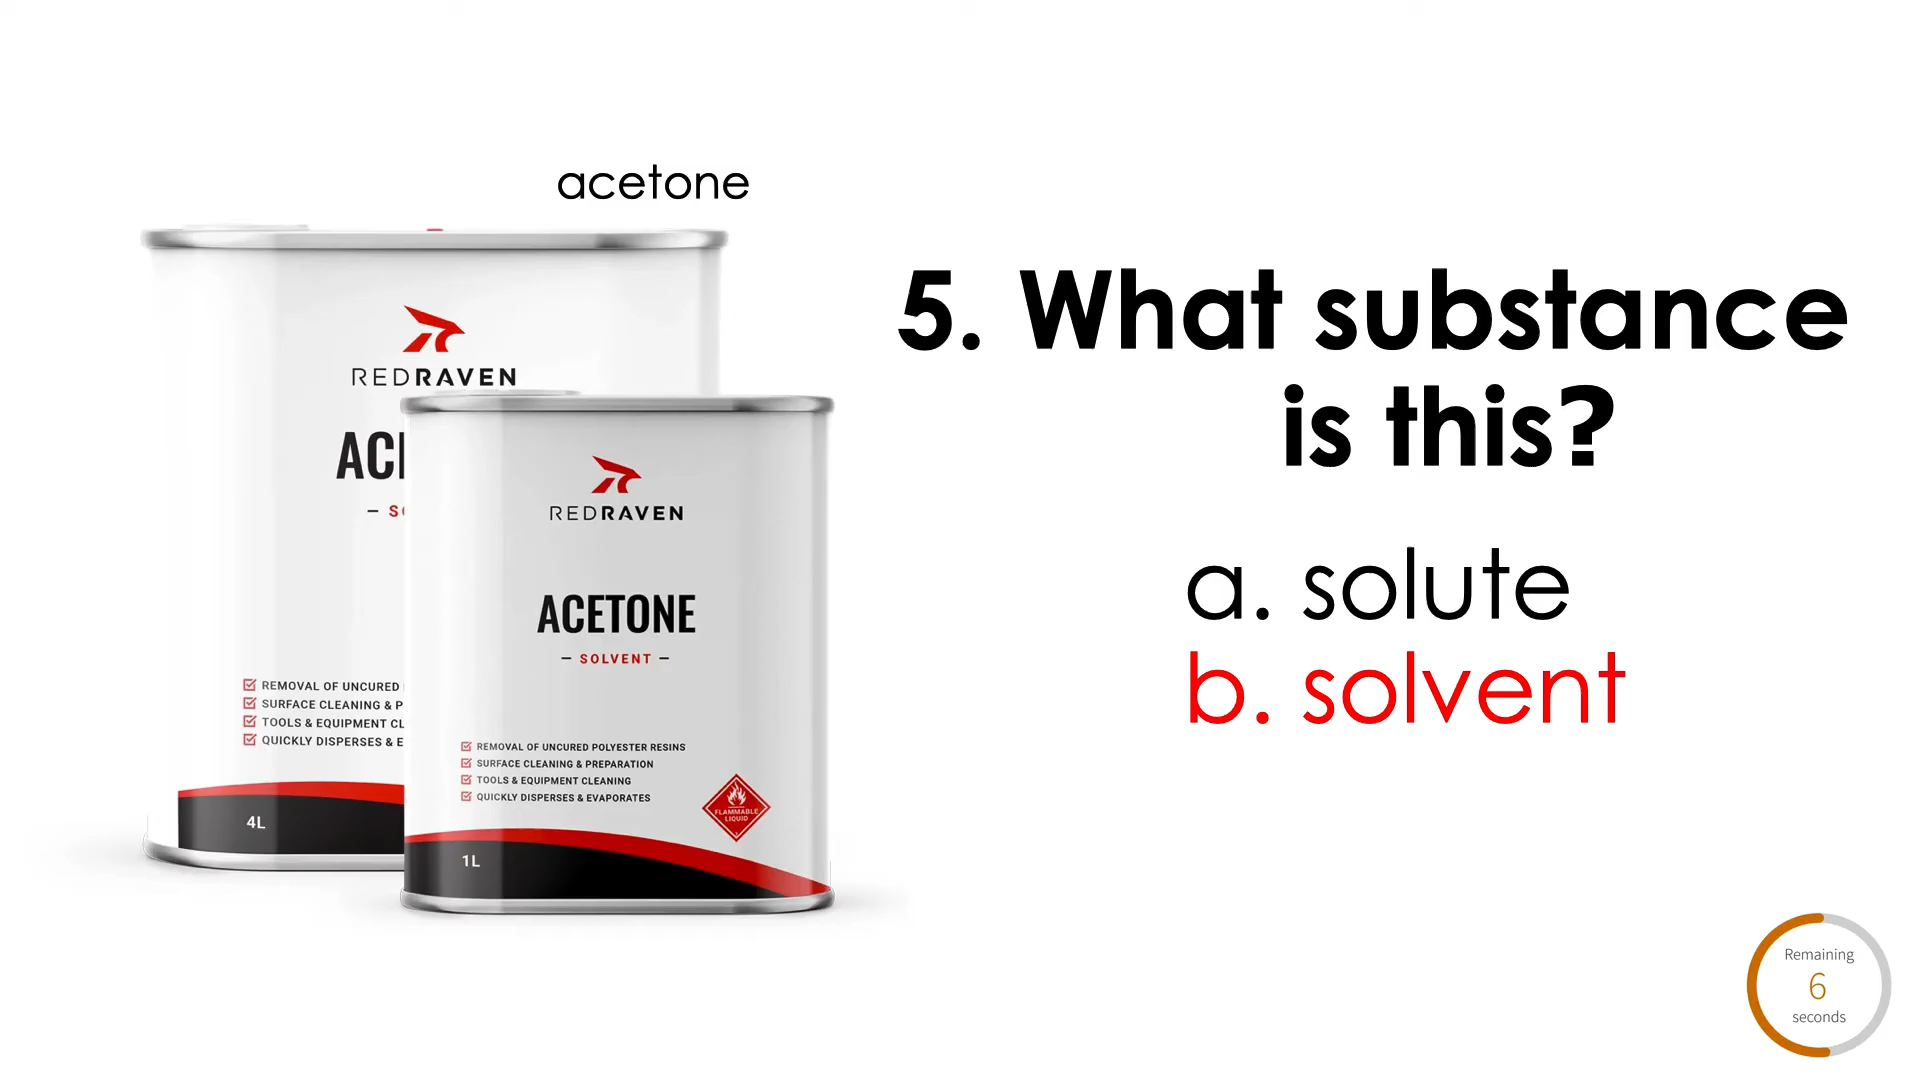 acetone
5. What substance
is this?
a. solute
b. solvent
REDRAVEN
ACE
– SO
REMOVAL OF UNCURED
SURFACE CLEANING & P
TOOLS & EQUIPMENT CL
QUICKLY DISPERSES & E
4L
REDRAVEN
ACETONE
– SOLVENT –
REMOVAL OF UNCURED POLYESTER RESINS
SURFACE CLEANING & PREPARATION
TOOLS & EQUIPMENT CLEANING
QUICKLY DISPERSES & EVAPORATES
FLAMMABLE
LIQUID
1L
Remaining
6
seconds